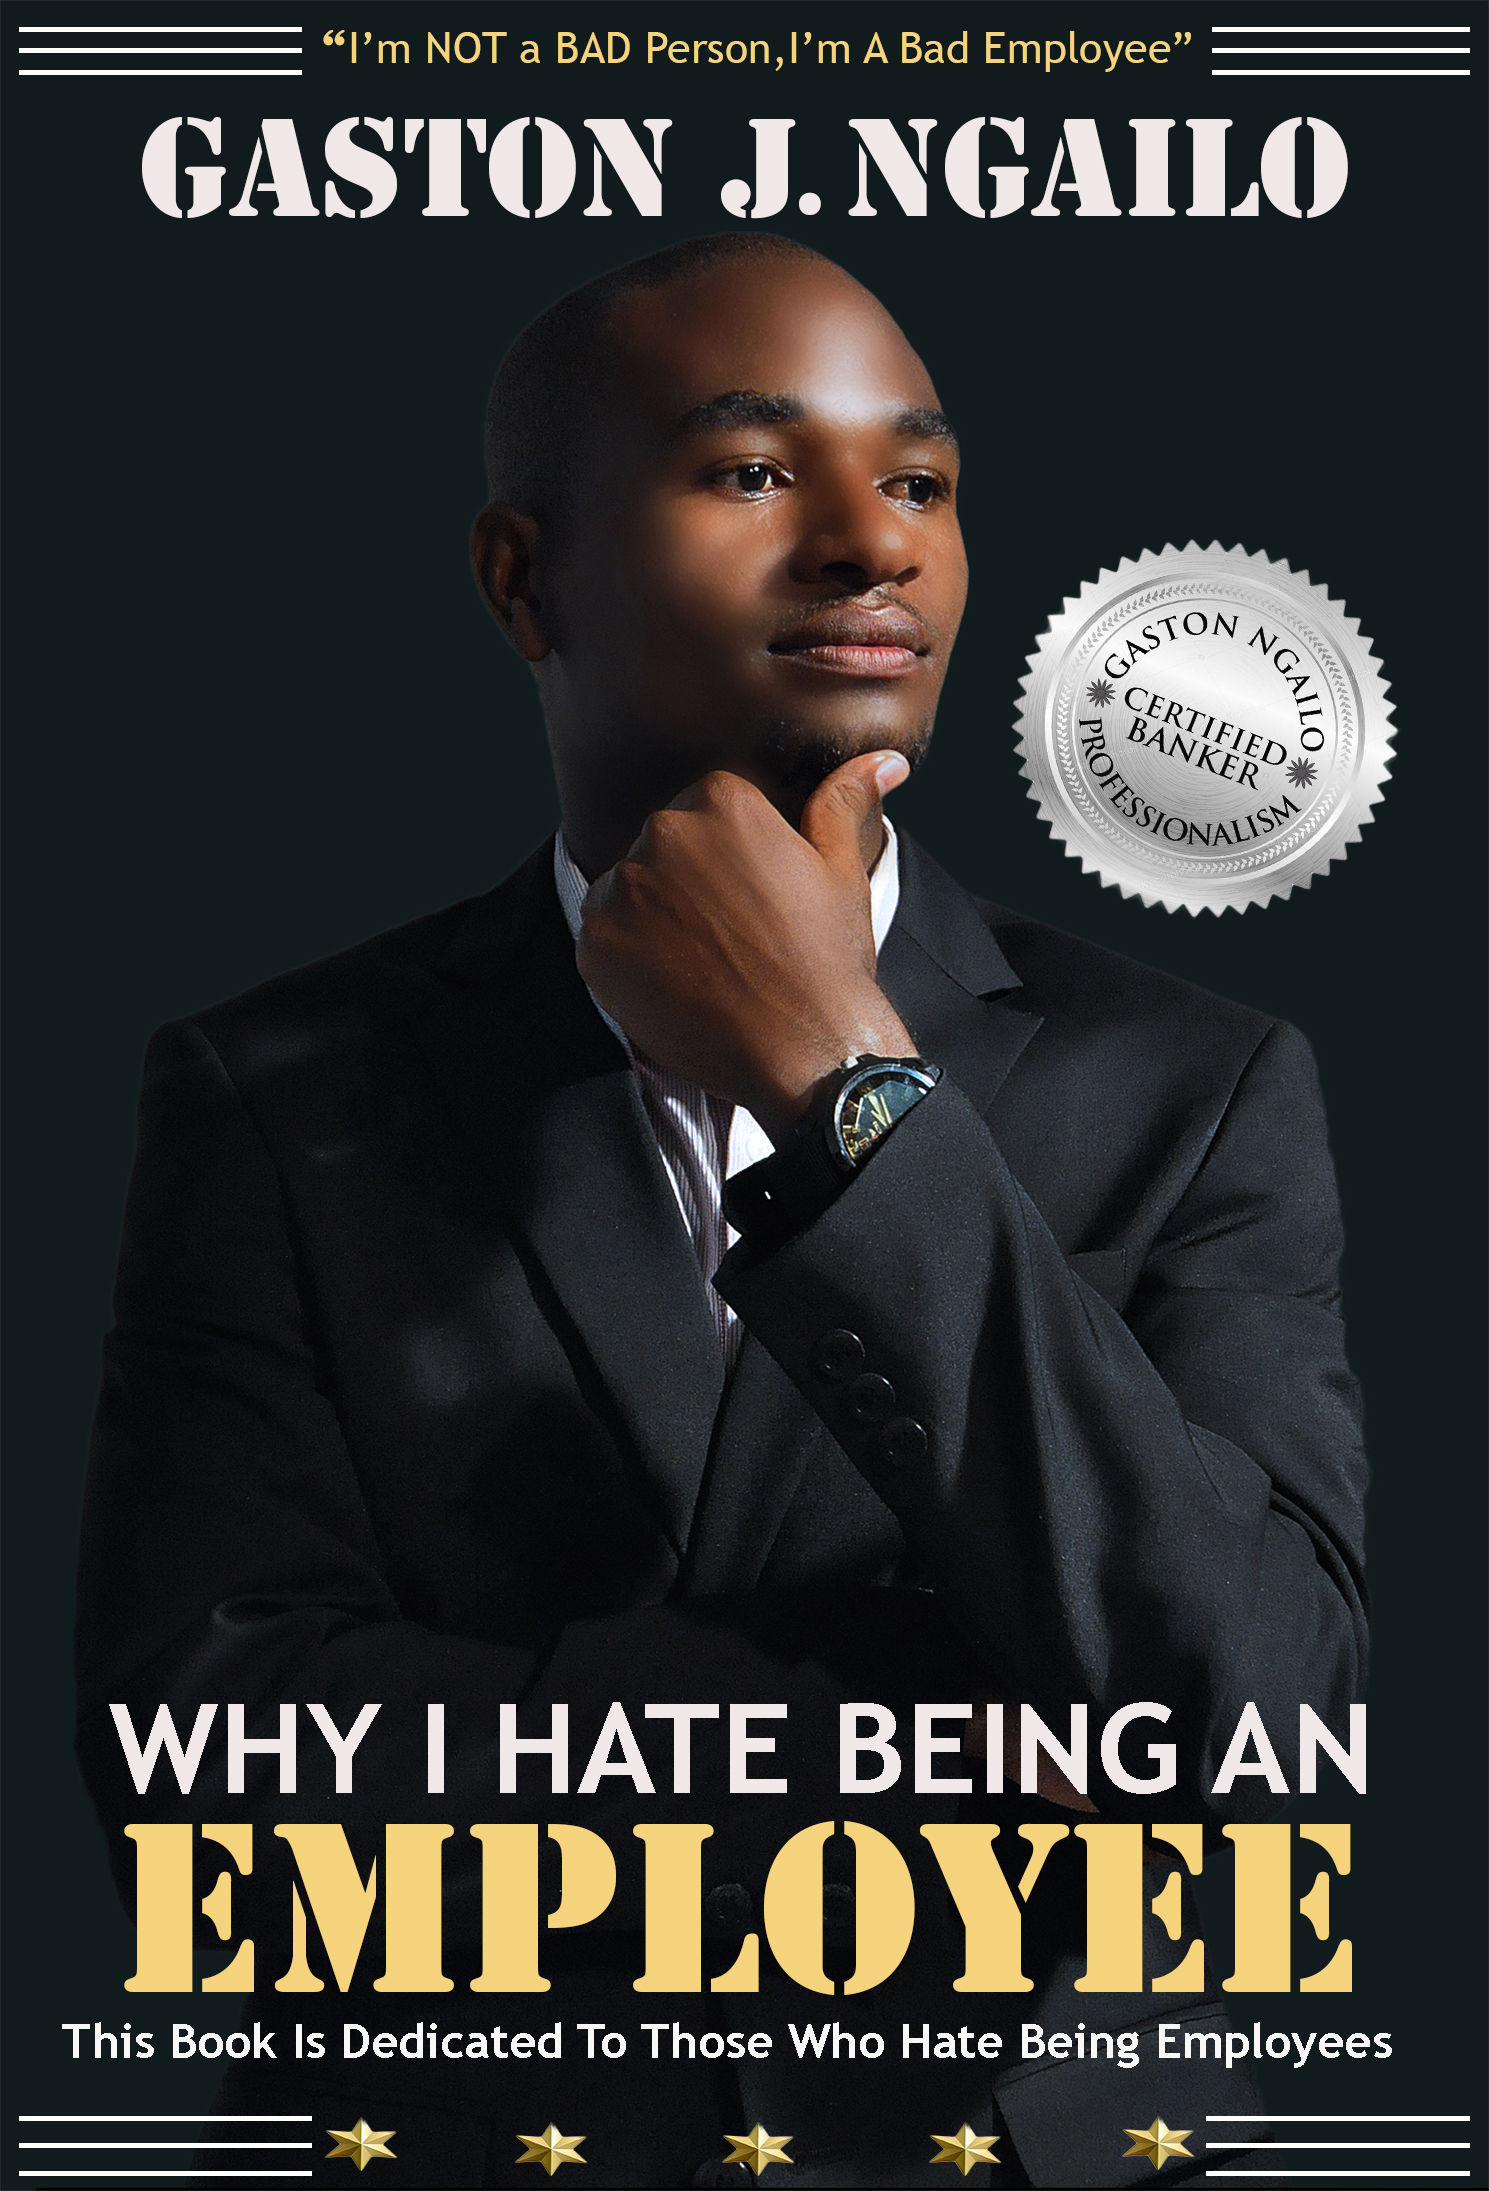 “I’m NOT a BAD Person,I’m A Bad Employee”
GASTON J. NGAILO
GASTON NGAILO
CERTIFIED
BANKER
PROFESSIONALISM
WHY I HATE BEING AN
EMPLOYEE
This Book Is Dedicated To Those Who Hate Being Employees